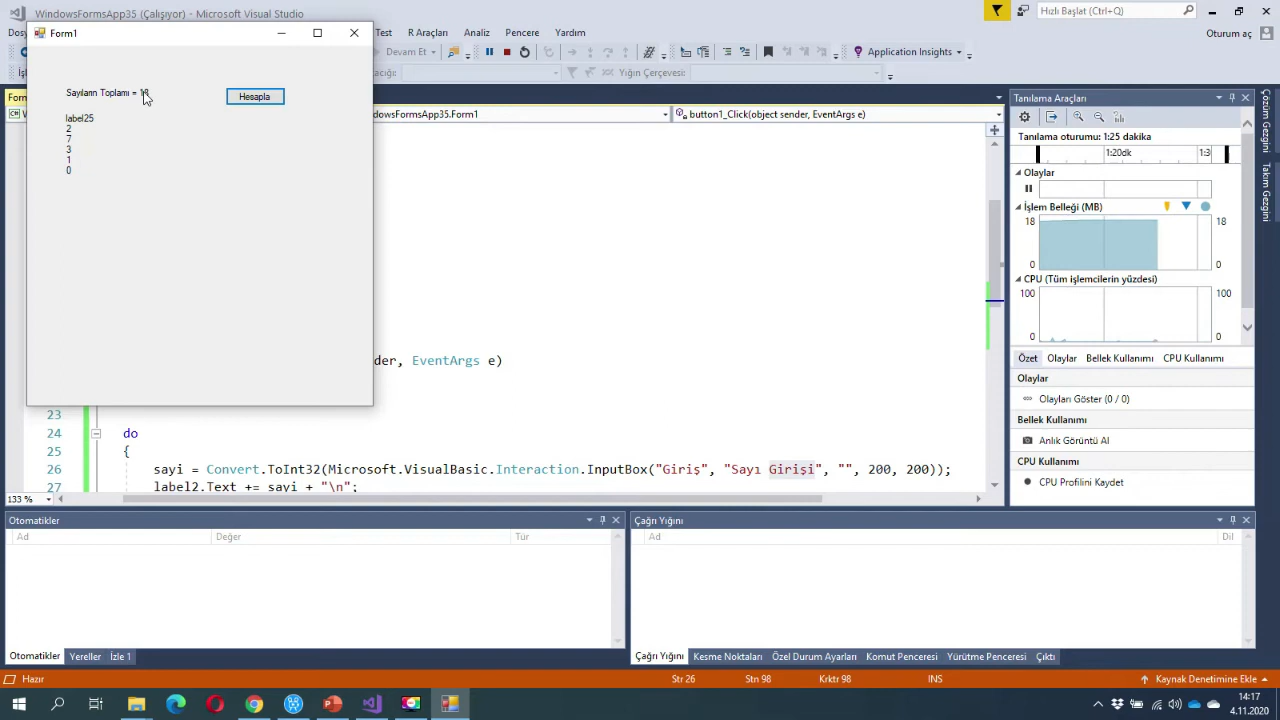 WindowsFormsApp35 (Çalışıyor) - Microsoft Visual Studio
Hızlı Başlat (Ctrl+Q)
Form1
Test R Araçları Analiz Pencere Yardım
Oturum aç
Devam Et
Application Insights
Yığın Çerçevesi:
Sayıların Toplamı =
Hesapla
label25
2
7
3
1
0
dowsFormsApp35.Form1
button1_Click(object sender, EventArgs e)
der, EventArgs e)
23
24 do
25 {
26 sayi = Convert.ToInt32(Microsoft.VisualBasic.Interaction.InputBox("Giriş", "Sayı Girişi", "", 200, 200));
27 label2.Text += sayi + "\n";
133 %
Tanılama Araçları
Tanılama oturumu: 1:25 dakika
1:20dk
Olaylar
İşlem Belleği (MB)
18 18
0 0
CPU (Tüm işlemcilerin yüzdesi)
100 100
0 0
Özet Olaylar Bellek Kullanımı CPU Kullanımı
Olaylar
Olayları Göster (0 / 0)
Bellek Kullanımı
Anlık Görüntü Al
CPU Kullanımı
CPU Profilini Kaydet
Çözüm Gezgini
Takım Gezgini
Otomatikler
Ad Değer Tür
Otomatikler Yereller İzle 1
Çağrı Yığını
Ad Dil
Çağrı Yığını Kesme Noktaları Özel Durum Ayarları Komut Penceresi Yürütme Penceresi Çıktı
Hazır
Str 26 Stn 98 Krktr 98 INS
Kaynak Denetimine Ekle
14:17
4.11.2020